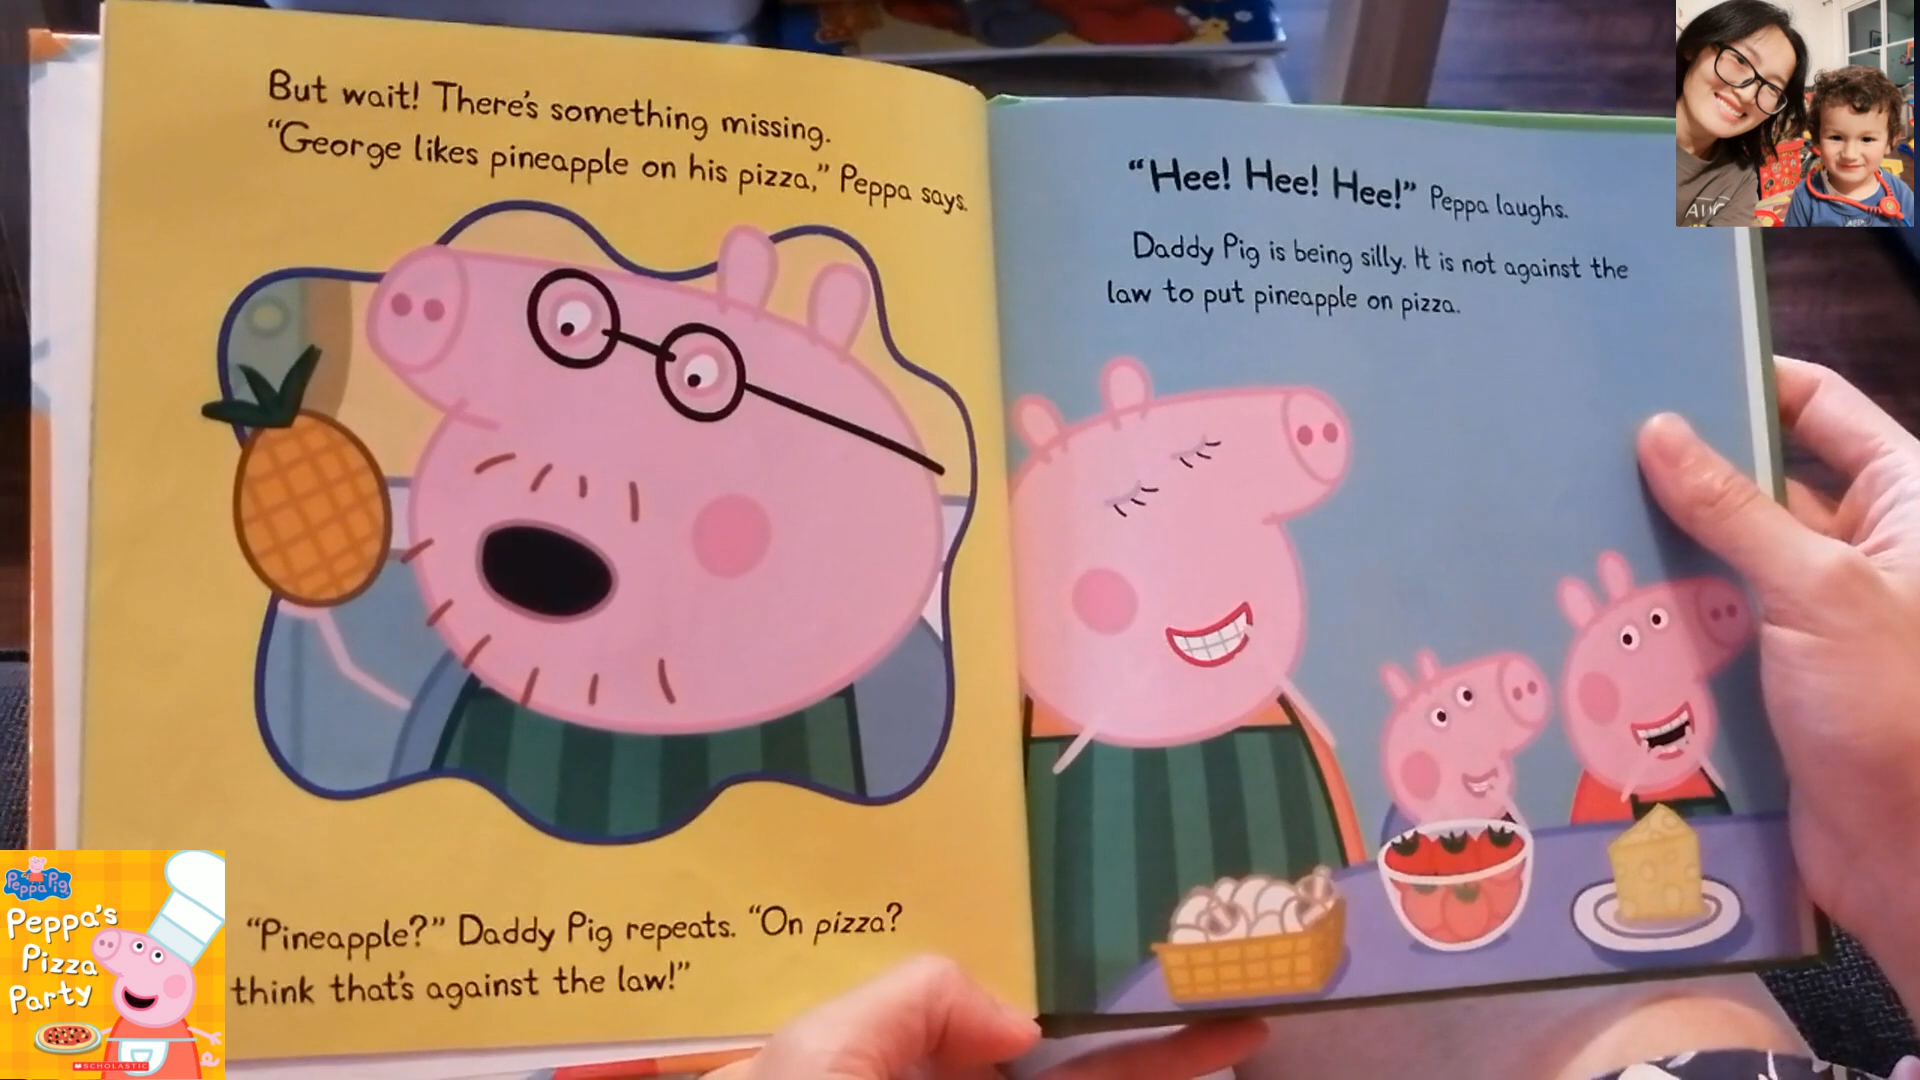 But wait! There's something missing.
"George likes pineapple on his pizza," Peppa says.
"Pineapple?" Daddy Pig repeats. "On pizza?
think that's against the law!"
"Hee! Hee! Hee!" Peppa laughs.
Daddy Pig is being silly. It is not against the
law to put pineapple on pizza.
Peppa Pig
Peppa's
Pizza
Party
SCHOLASTIC